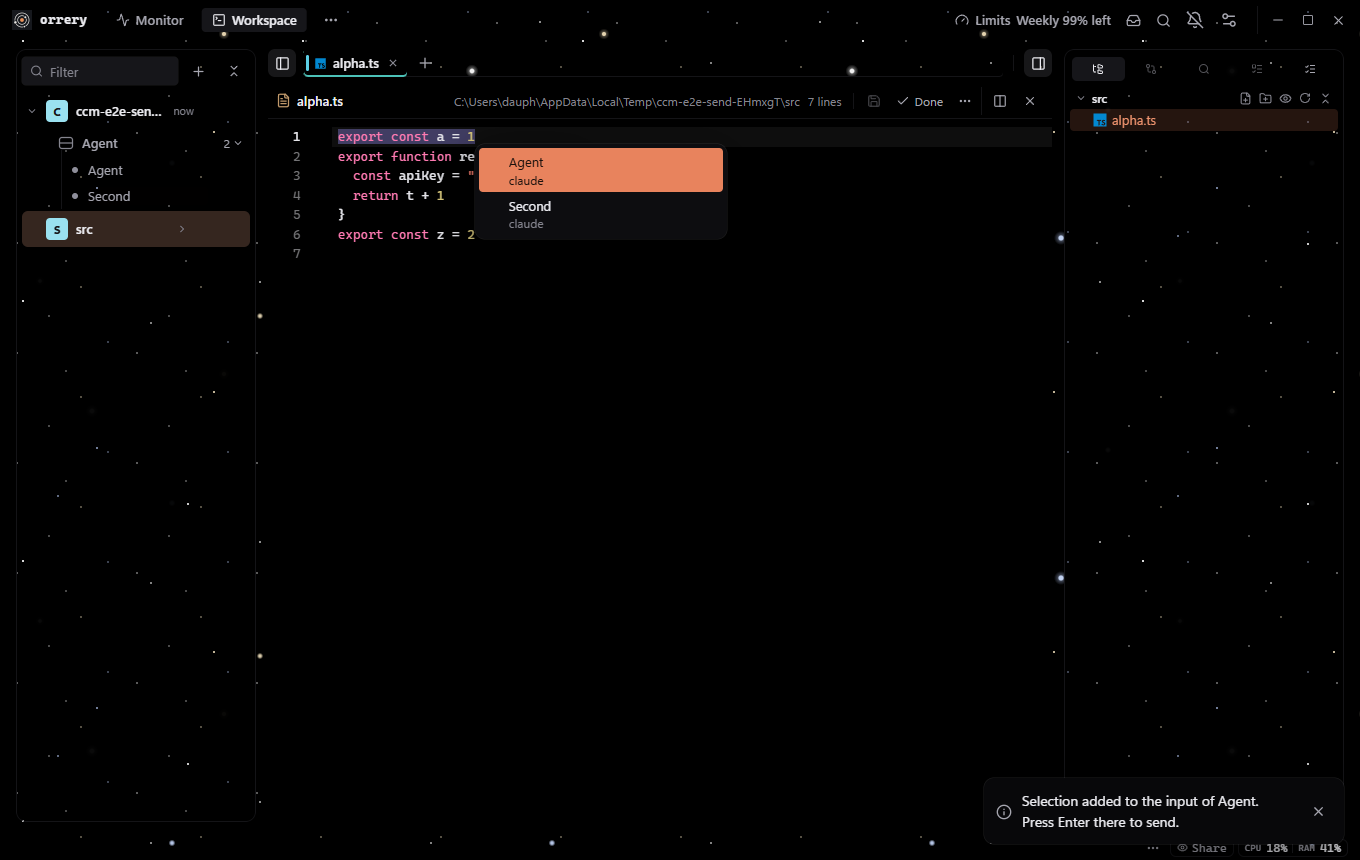 orrery
Monitor
Workspace
Limits Weekly 99% left
Filter
C ccm-e2e-sen... now
Agent 2
Agent
Second
S src
TS alpha.ts
alpha.ts C:\Users\dauph\AppData\Local\Temp\ccm-e2e-send-EHmxgT\src 7 lines Done
1 export const a = 1
2 export function re
3 const apiKey = "
4 return t + 1
5 }
6 export const z = 2
7
Agent
claude
Second
claude
src
TS alpha.ts
Selection added to the input of Agent.
Press Enter there to send.
Share CPU 18% RAM 41%